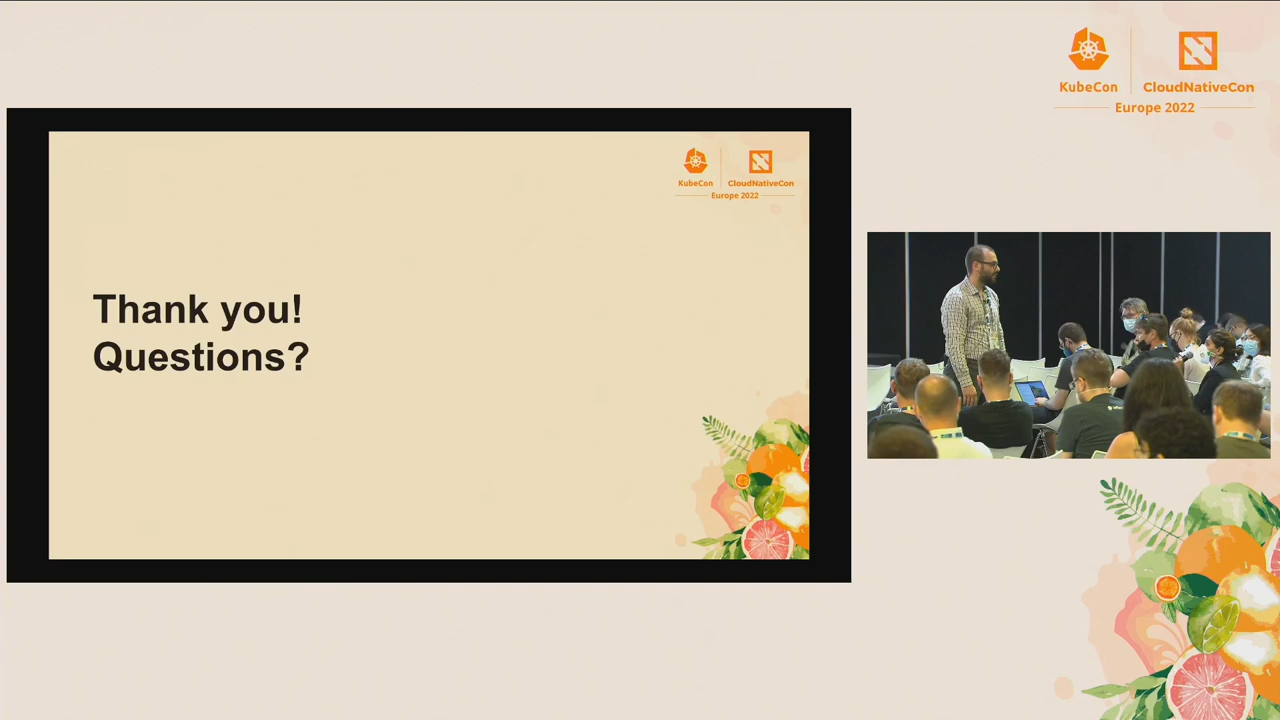 KubeCon
CloudNativeCon
Europe 2022
KubeCon
CloudNativeCon
Europe 2022
Thank you!
Questions?